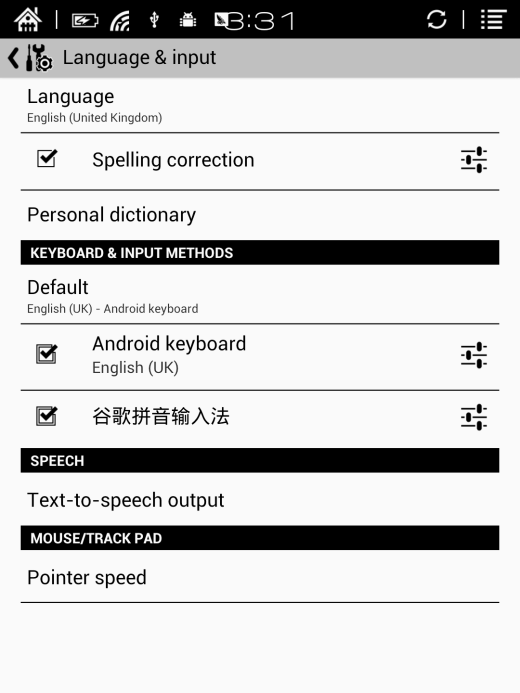 3:31
Language & input
Language
English (United Kingdom)
Spelling correction
Personal dictionary
KEYBOARD & INPUT METHODS
Default
English (UK) - Android keyboard
Android keyboard
English (UK)
谷歌拼音输入法
SPEECH
Text-to-speech output
MOUSE/TRACK PAD
Pointer speed